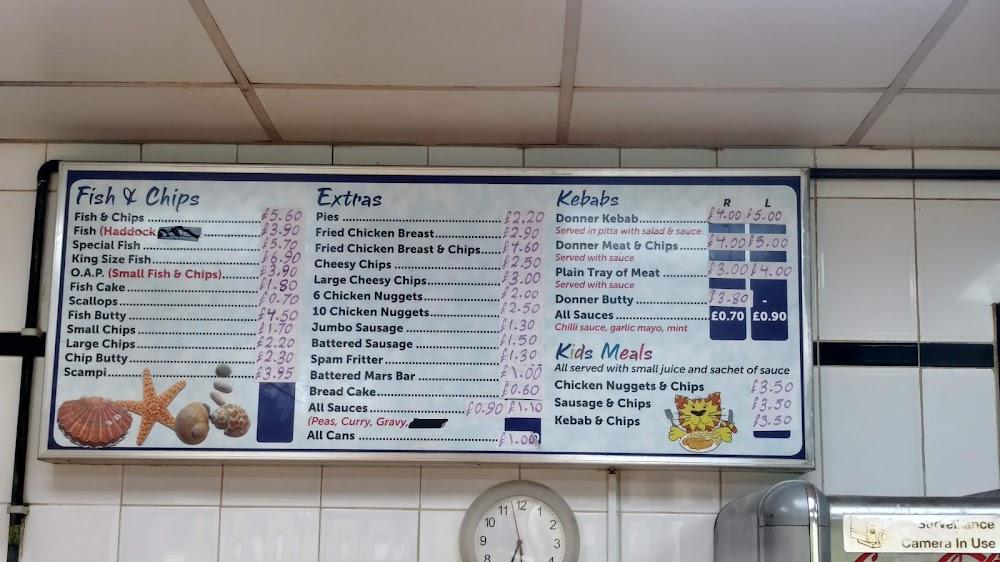 Fish & Chips
Fish & Chips £5.60
Fish (Haddock £3.90
Special Fish £5.70
King Size Fish £6.90
O.A.P. (Small Fish & Chips) £3.90
Fish Cake £1.80
Scallops £0.70
Fish Butty £4.50
Small Chips £1.70
Large Chips £2.20
Chip Butty £2.30
Scampi £3.95
Extras
Pies £2.20
Fried Chicken Breast £2.90
Fried Chicken Breast & Chips £4.60
Cheesy Chips £2.50
Large Cheesy Chips £3.00
6 Chicken Nuggets £2.00
10 Chicken Nuggets £2.50
Jumbo Sausage £1.30
Battered Sausage £1.50
Spam Fritter £1.30
Battered Mars Bar £1.00
Bread Cake £0.60
All Sauces £0.90 £1.10
(Peas, Curry, Gravy,
All Cans £1.00
Kebabs R L
Donner Kebab £4.00 £5.00
Served in pitta with salad & sauce
Donner Meat & Chips £4.00 £5.00
Served with sauce
Plain Tray of Meat £3.00 £4.00
Served with sauce
Donner Butty £3.80 -
All Sauces £0.70 £0.90
Chilli sauce, garlic mayo, mint
Kids Meals
All served with small juice and sachet of sauce
Chicken Nuggets & Chips £3.50
Sausage & Chips £3.50
Kebab & Chips £3.50
11 12 1
10 2
9 3
8 4
Surveillance
Camera In Use